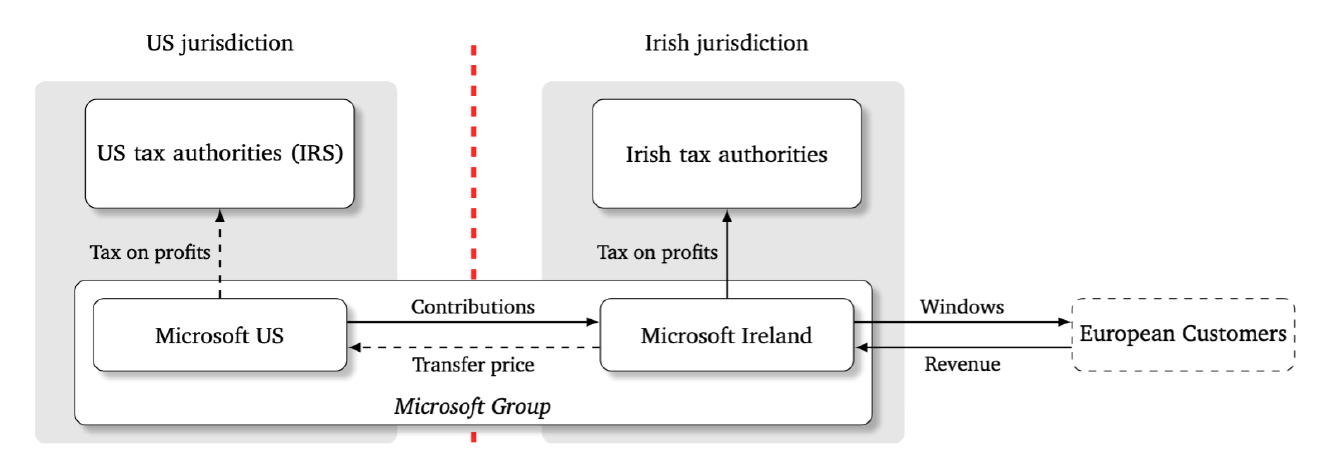 US jurisdiction
Irish jurisdiction
US tax authorities (IRS)
Irish tax authorities
Tax on profits
Tax on profits
Microsoft US
Contributions
Transfer price
Microsoft Ireland
Windows
Revenue
European Customers
Microsoft Group